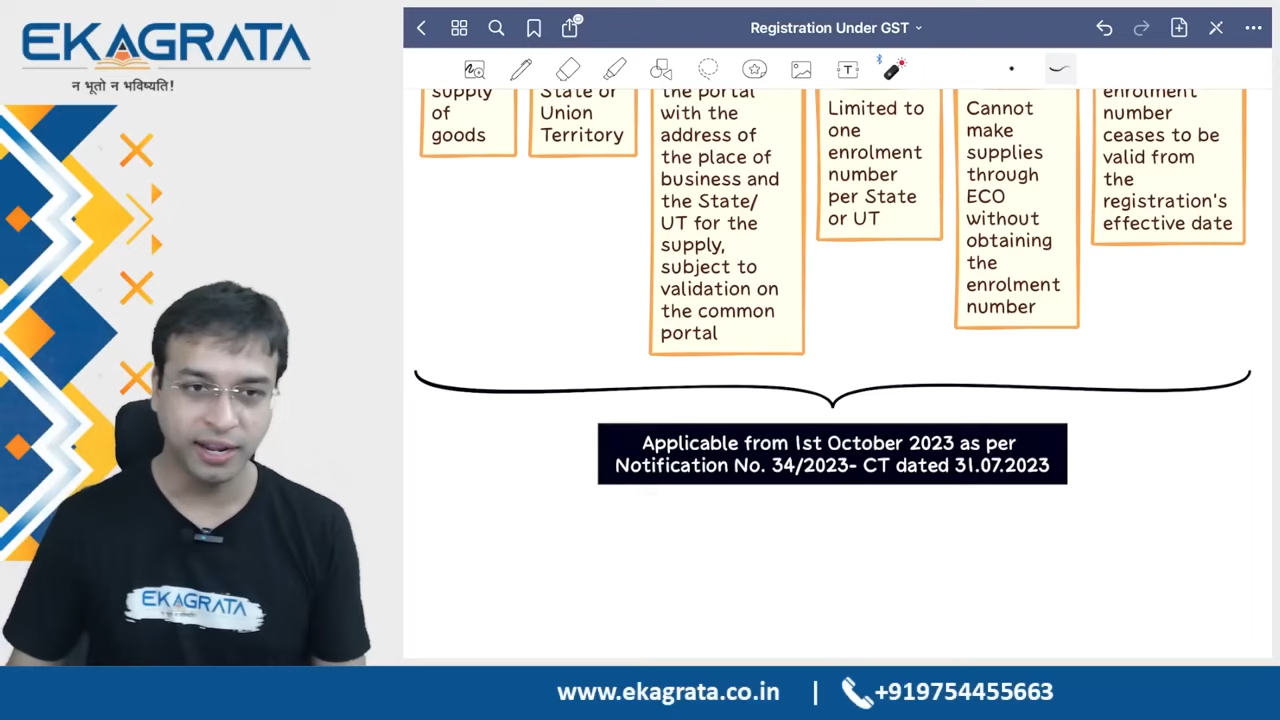 EKAGRATA
न भूतो न भविष्यति!
Registration Under GST
T
supply
of
goods
State or
Union
Territory
the portal
with the
address of
the place of
business and
the State/
UT for the
supply,
subject to
validation on
the common
portal
Limited to
one
enrolment
number
per State
or UT
Cannot
make
supplies
through
ECO
without
obtaining
the
enrolment
number
enrolment
number
ceases to be
valid from
the
registration's
effective date
Applicable from 1st October 2023 as per
Notification No. 34/2023- CT dated 31.07.2023
EKAGRATA
www.ekagrata.co.in | +919754455663